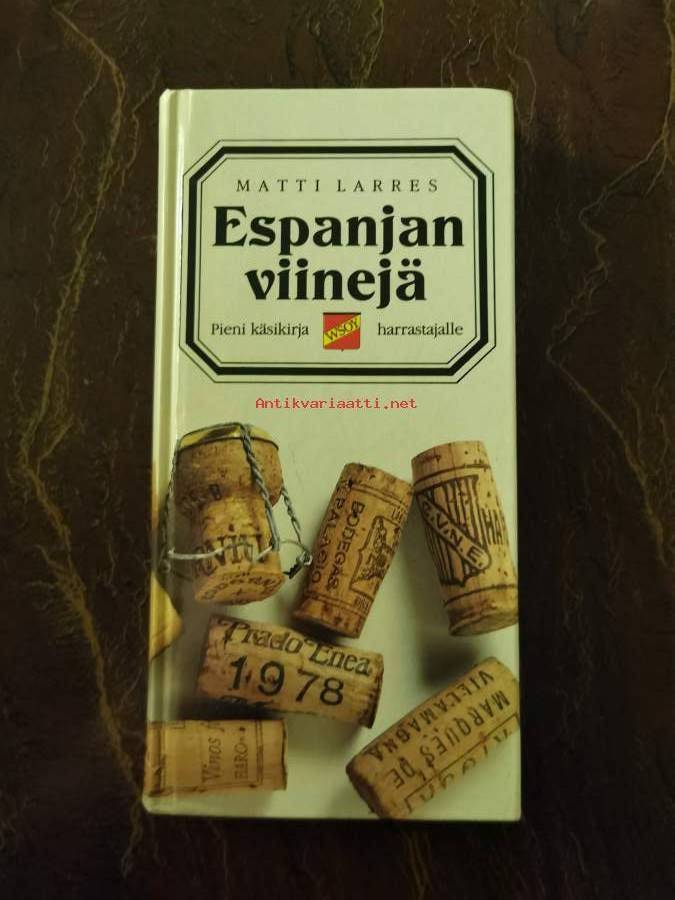 MATTI LARRES
Espanjan
viinejä
Pieni käsikirja WSOY harrastajalle
Antikvariaatti.net
BODEGAS
PALACIO
C.V.N.E.
HA
Prado Enea
1978
Vinos
HARO
MARQUES DE
VILLAMAGNA